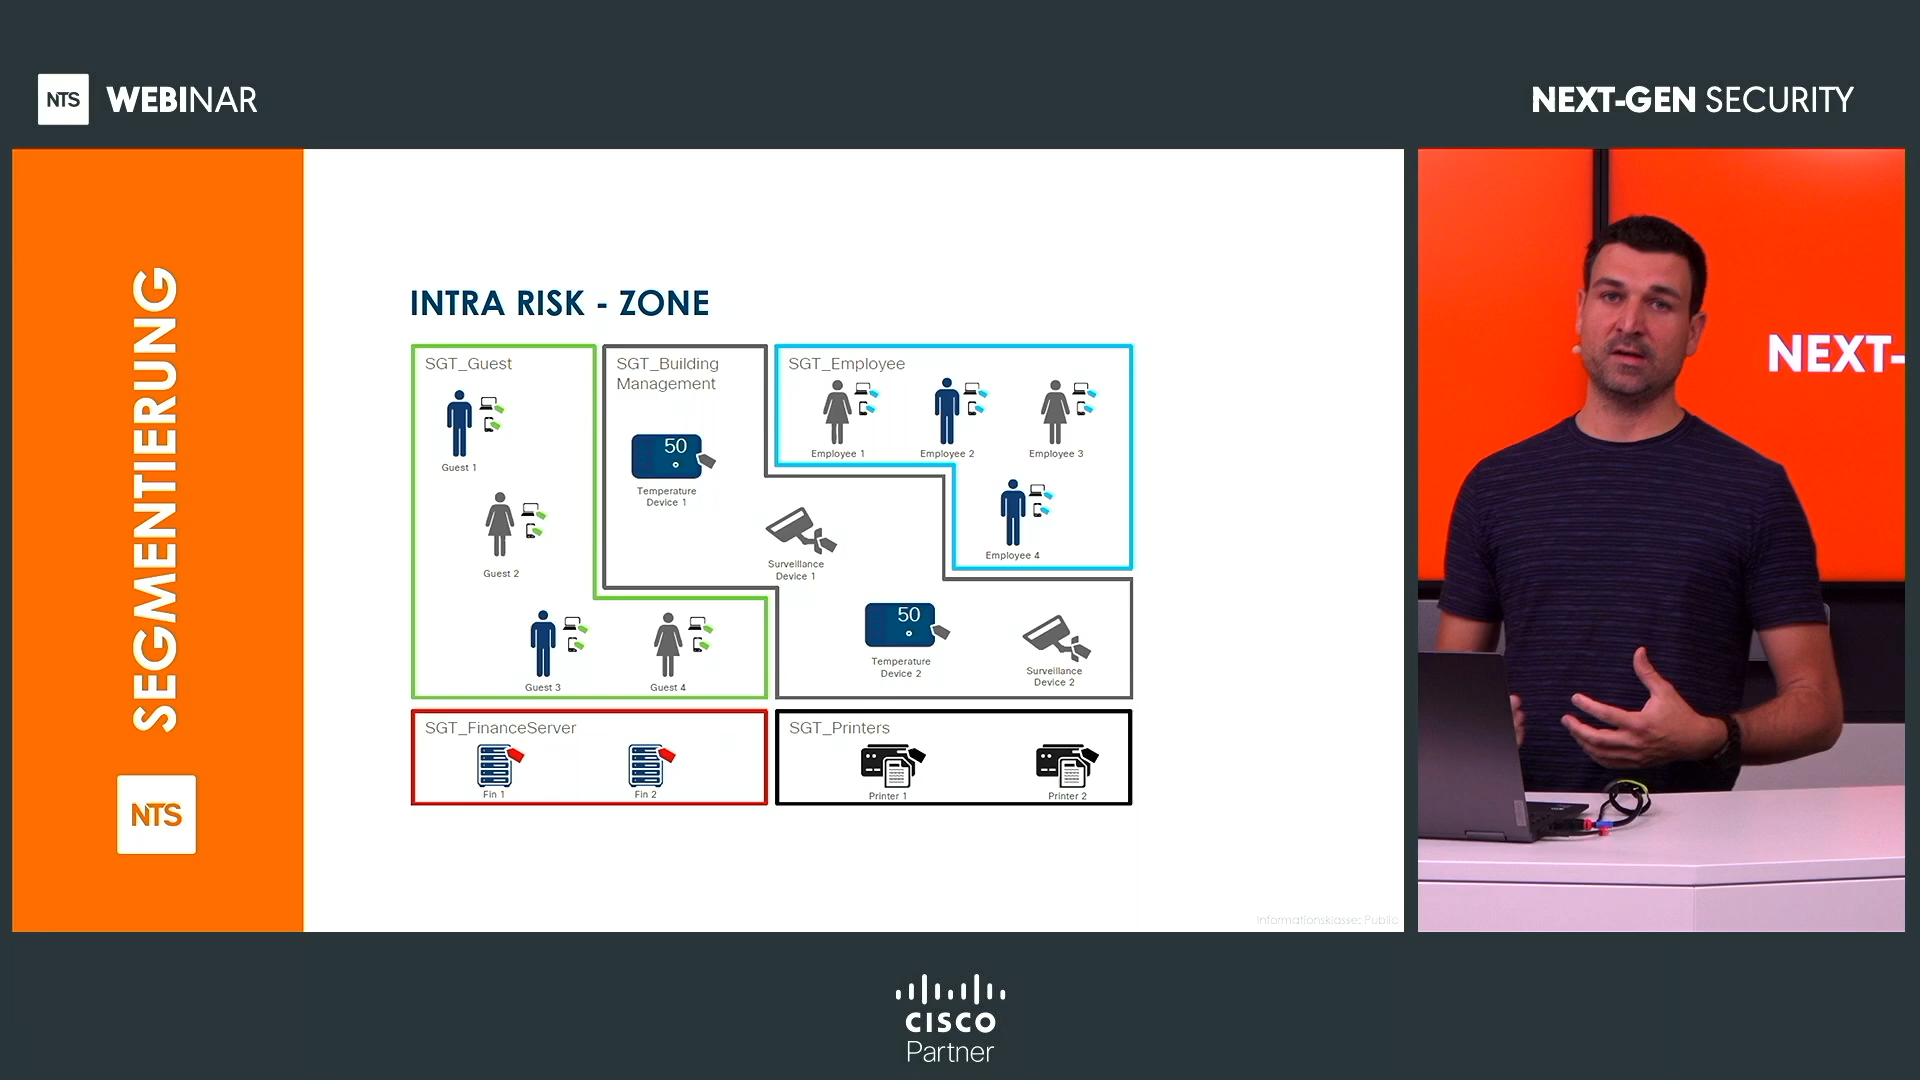 NTS WEBINAR
NEXT-GEN SECURITY
SEGMENTIERUNG
NTS
INTRA RISK - ZONE
SGT_Guest
Guest 1
Guest 2
Guest 3
Guest 4
SGT_Building
Management
50
Temperature
Device 1
Surveillance
Device 1
50
Temperature
Device 2
Surveillance
Device 2
SGT_Employee
Employee 1
Employee 2
Employee 3
Employee 4
SGT_FinanceServer
Fin 1
Fin 2
SGT_Printers
Printer 1
Printer 2
Informationsklasse: Public
NEXT-
CISCO
Partner